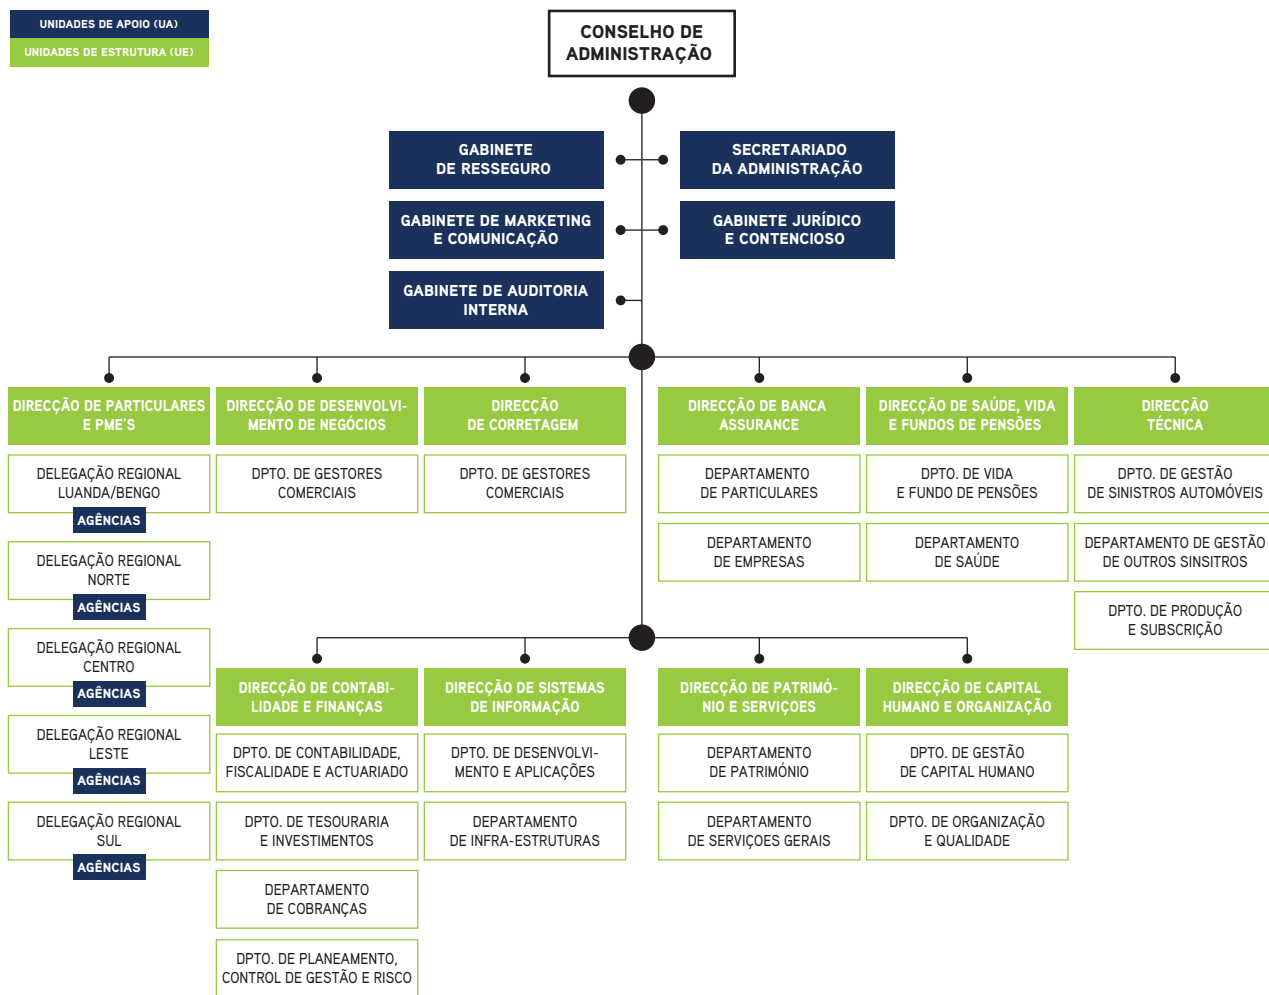 UNIDADES DE APOIO (UA)
UNIDADES DE ESTRUTURA (UE)
CONSELHO DE
ADMINISTRAÇÃO
GABINETE
DE RESSEGURO
SECRETARIADO
DA ADMINISTRAÇÃO
GABINETE DE MARKETING
E COMUNICAÇÃO
GABINETE JURÍDICO
E CONTENCIOSO
GABINETE DE AUDITORIA
INTERNA
DIRECÇÃO DE PARTICULARES
E PME'S
DELEGAÇÃO REGIONAL
LUANDA/BENGO
AGÊNCIAS
DELEGAÇÃO REGIONAL
NORTE
AGÊNCIAS
DELEGAÇÃO REGIONAL
CENTRO
AGÊNCIAS
DELEGAÇÃO REGIONAL
LESTE
AGÊNCIAS
DELEGAÇÃO REGIONAL
SUL
AGÊNCIAS
DIRECÇÃO DE DESENVOLVI-
MENTO DE NEGÓCIOS
DPTO. DE GESTORES
COMERCIAIS
DIRECÇÃO
DE CORRETAGEM
DPTO. DE GESTORES
COMERCIAIS
DIRECÇÃO DE BANCA
ASSURANCE
DEPARTAMENTO
DE PARTICULARES
DEPARTAMENTO
DE EMPRESAS
DIRECÇÃO DE SAÚDE, VIDA
E FUNDOS DE PENSÕES
DPTO. DE VIDA
E FUNDO DE PENSÕES
DEPARTAMENTO
DE SAÚDE
DIRECÇÃO
TÉCNICA
DPTO. DE GESTÃO
DE SINISTROS AUTOMÓVEIS
DEPARTAMENTO DE GESTÃO
DE OUTROS SINSITROS
DPTO. DE PRODUÇÃO
E SUBSCRIÇÃO
DIRECÇÃO DE CONTABI-
LIDADE E FINANÇAS
DPTO. DE CONTABILIDADE,
FISCALIDADE E ACTUARIADO
DPTO. DE TESOURARIA
E INVESTIMENTOS
DEPARTAMENTO
DE COBRANÇAS
DPTO. DE PLANEAMENTO,
CONTROL DE GESTÃO E RISCO
DIRECÇÃO DE SISTEMAS
DE INFORMAÇÃO
DPTO. DE DESENVOLVI-
MENTO E APLICAÇÕES
DEPARTAMENTO
DE INFRA-ESTRUTURAS
DIRECÇÃO DE PATRIMÓ-
NIO E SERVIÇOES
DEPARTAMENTO
DE PATRIMÓNIO
DEPARTAMENTO
DE SERVIÇOES GERAIS
DIRECÇÃO DE CAPITAL
HUMANO E ORGANIZAÇÃO
DPTO. DE GESTÃO
DE CAPITAL HUMANO
DPTO. DE ORGANIZAÇÃO
E QUALIDADE